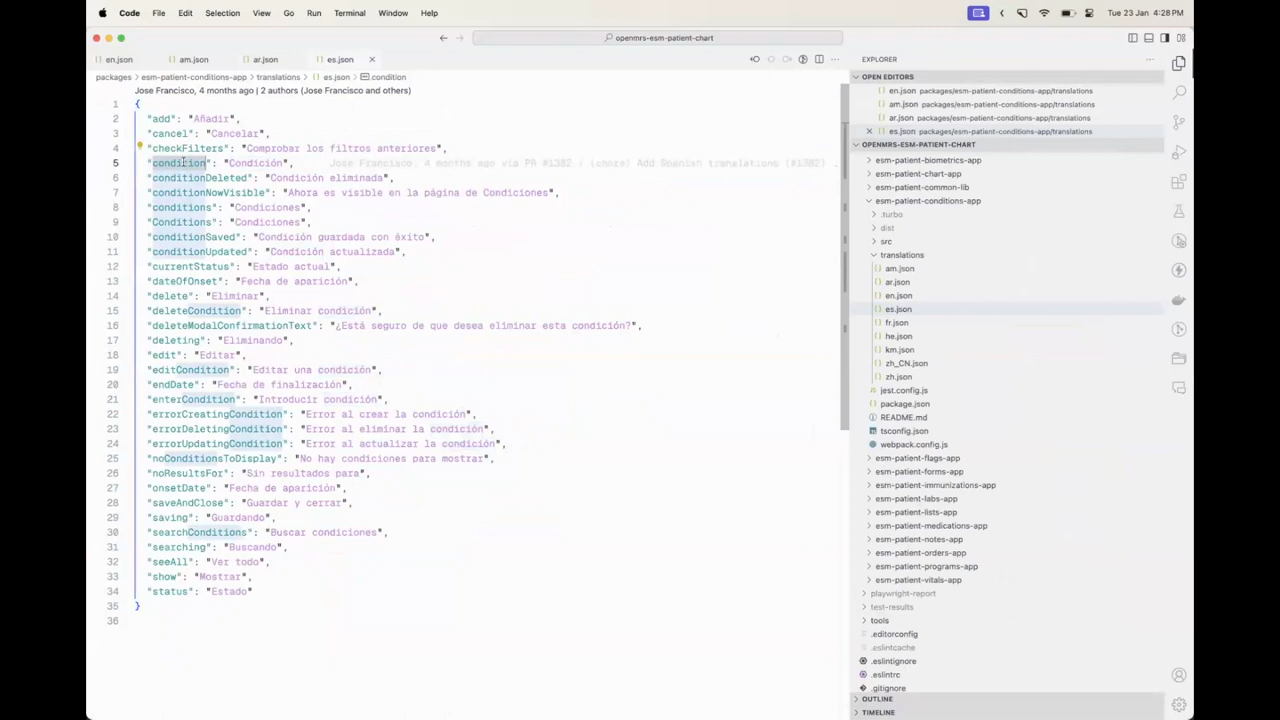 Code File Edit Selection View Go Run Terminal Window Help
Tue 23 Jan 4:28 PM
openmrs-esm-patient-chart
en.json
am.json
ar.json
es.json
packages > esm-patient-conditions-app > translations > es.json > condition
Jose Francisco, 4 months ago | 2 authors (Jose Francisco and others)
1 {
2 "add": "Añadir",
3 "cancel": "Cancelar",
4 "checkFilters": "Comprobar los filtros anteriores",
5 "condition": "Condición", Jose Francisco, 4 months ago via PR #1382 • (chore) Add Spanish translations (#1382) .
6 "conditionDeleted": "Condición eliminada",
7 "conditionNowVisible": "Ahora es visible en la página de Condiciones",
8 "conditions": "Condiciones",
9 "Conditions": "Condiciones",
10 "conditionSaved": "Condición guardada con éxito",
11 "conditionUpdated": "Condición actualizada",
12 "currentStatus": "Estado actual",
13 "dateOfOnset": "Fecha de aparición",
14 "delete": "Eliminar",
15 "deleteCondition": "Eliminar condición",
16 "deleteModalConfirmationText": "¿Está seguro de que desea eliminar esta condición?",
17 "deleting": "Eliminando",
18 "edit": "Editar",
19 "editCondition": "Editar una condición",
20 "endDate": "Fecha de finalización",
21 "enterCondition": "Introducir condición",
22 "errorCreatingCondition": "Error al crear la condición",
23 "errorDeletingCondition": "Error al eliminar la condición",
24 "errorUpdatingCondition": "Error al actualizar la condición",
25 "noConditionsToDisplay": "No hay condiciones para mostrar",
26 "noResultsFor": "Sin resultados para",
27 "onsetDate": "Fecha de aparición",
28 "saveAndClose": "Guardar y cerrar",
29 "saving": "Guardando",
30 "searchConditions": "Buscar condiciones",
31 "searching": "Buscando",
32 "seeAll": "Ver todo",
33 "show": "Mostrar",
34 "status": "Estado"
35 }
36
EXPLORER
OPEN EDITORS
en.json packages/esm-patient-conditions-app/translations
am.json packages/esm-patient-conditions-app/translations
ar.json packages/esm-patient-conditions-app/translations
es.json packages/esm-patient-conditions-app/translations
OPENMRS-ESM-PATIENT-CHART
esm-patient-biometrics-app
esm-patient-chart-app
esm-patient-common-lib
esm-patient-conditions-app
.turbo
dist
src
translations
am.json
ar.json
en.json
es.json
fr.json
he.json
km.json
zh_CN.json
zh.json
jest.config.js
package.json
README.md
tsconfig.json
webpack.config.js
esm-patient-flags-app
esm-patient-forms-app
esm-patient-immunizations-app
esm-patient-labs-app
esm-patient-lists-app
esm-patient-medications-app
esm-patient-notes-app
esm-patient-orders-app
esm-patient-programs-app
esm-patient-vitals-app
playwright-report
test-results
tools
.editorconfig
.eslintcache
.eslintignore
.eslintrc
.gitignore
OUTLINE
TIMELINE